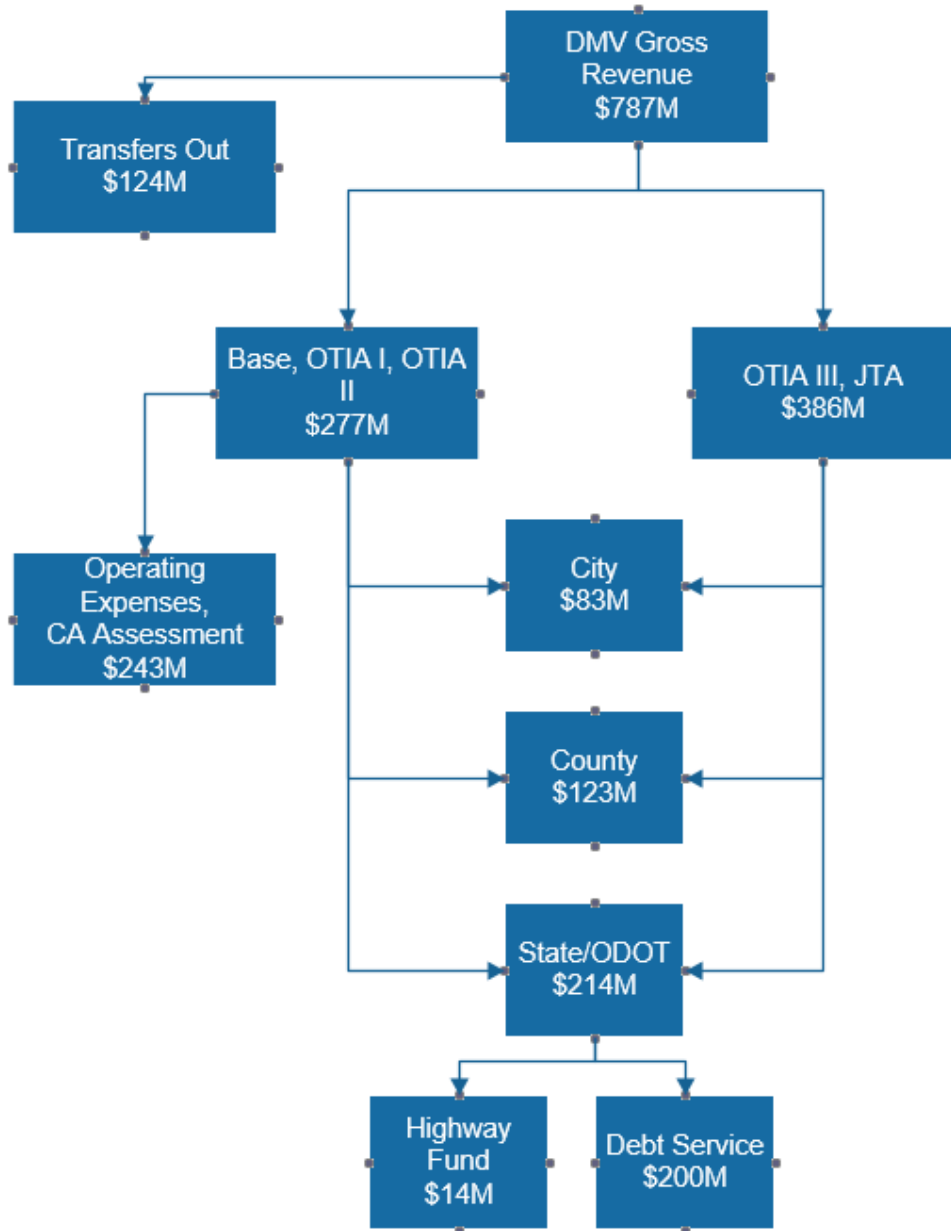 DMV Gross
Revenue
$787M
Transfers Out
$124M
Base, OTIA I, OTIA
II
$277M
OTIA III, JTA
$386M
Operating
Expenses,
CA Assessment
$243M
City
$83M
County
$123M
State/ODOT
$214M
Highway
Fund
$14M
Debt Service
$200M